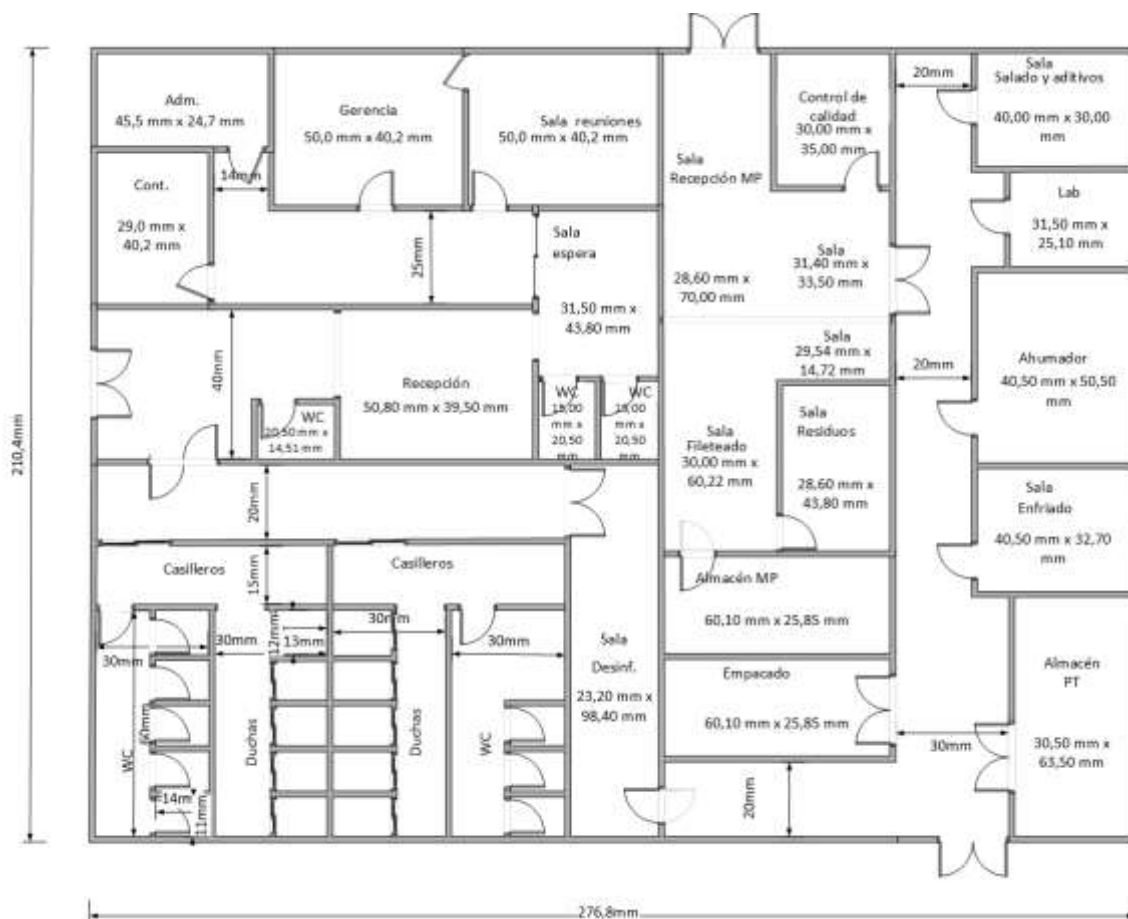 Adm.
45,5 mm x 24,7 mm
Gerencia
50,0 mm x 40,2 mm
Sala reuniones
50,0 mm x 40,2 mm
Sala
Recepción MP
28,60 mm x
70,00 mm
Control de
calidad
30,00 mm x
35,00 mm
20mm
Sala
Salado y aditivos
40,00 mm x 30,00
mm
Cont.
29,0 mm x
40,2 mm
14mm
25mm
Sala
espera
31,50 mm x
43,80 mm
Sala
31,40 mm x
33,50 mm
Lab
31,50 mm x
25,10 mm
40mm
Recepción
50,80 mm x 39,50 mm
WC
20,50 mm x
14,51 mm
WC
mm x
20,50
mm
WC
mm x
20,50
mm
Sala
29,54 mm x
14,72 mm
20mm
Ahumador
40,50 mm x 50,50
mm
Sala
Fileteado
30,00 mm x
60,22 mm
Sala
Residuos
28,60 mm x
43,80 mm
210,4mm
20mm
Sala
Enfriado
40,50 mm x 32,70
mm
Casilleros
15mm
Casilleros
Almacén MP
60,10 mm x 25,85 mm
30mm
WC
14m
11mm
30mm
12mm
13mm
Duchas
30mm
Duchas
30mm
WC
Sala
Desinf.
23,20 mm x
98,40 mm
Empacado
60,10 mm x 25,85 mm
20mm
30mm
Almacén
PT
30,50 mm x
63,50 mm
276,8mm